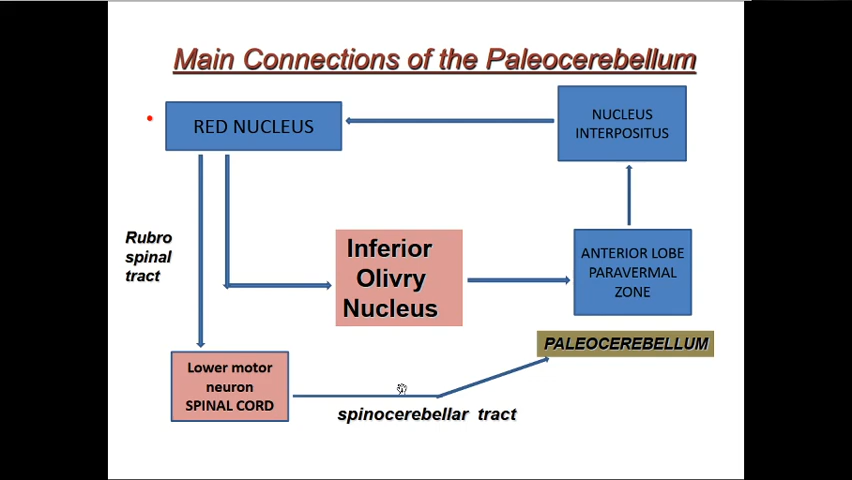 Main Connections of the Paleocerebellum
RED NUCLEUS
NUCLEUS
INTERPOSITUS
Rubro
spinal
tract
Inferior
Olivry
Nucleus
ANTERIOR LOBE
PARAVERMAL
ZONE
PALEOCEREBELLUM
Lower motor
neuron
SPINAL CORD
spinocerebellar tract